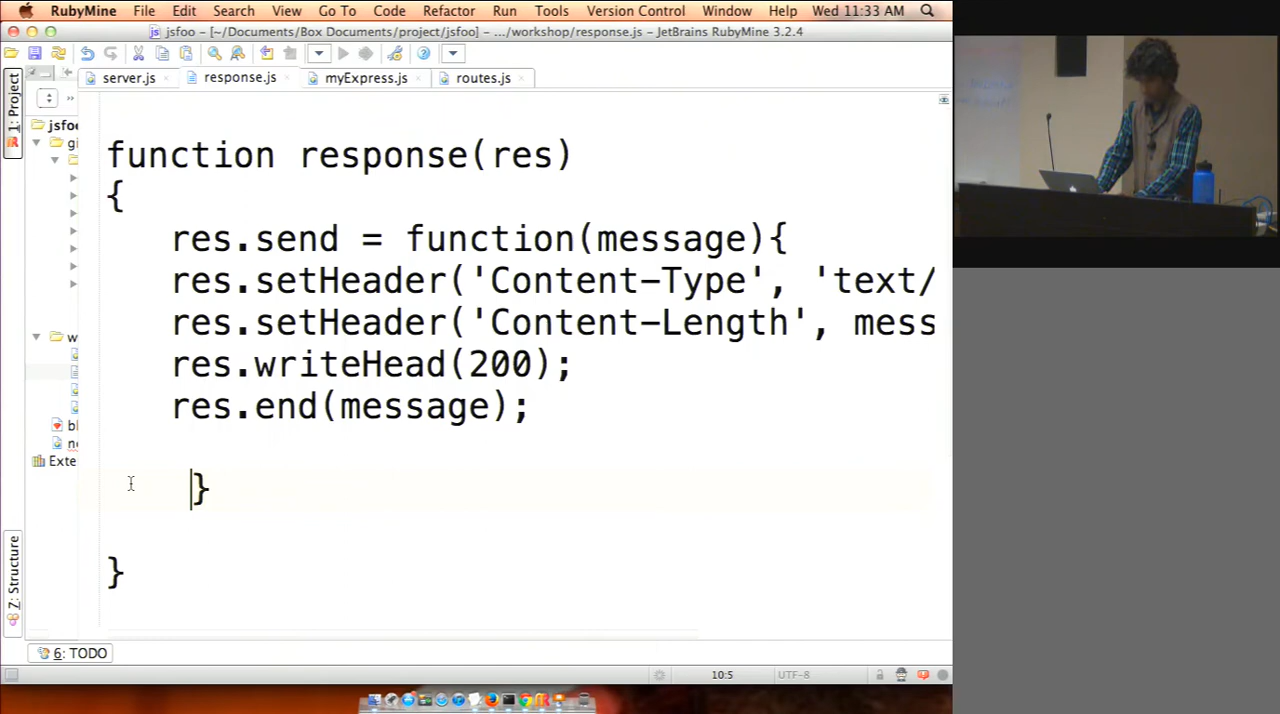 RubyMine File Edit Search View Go To Code Refactor Run Tools Version Control Window Help Wed 11:33 AM
jsfoo - [~/Documents/Box Documents/project/jsfoo] - .../workshop/response.js - JetBrains RubyMine 3.2.4
server.js response.js myExpress.js routes.js
1: Project
jsfoo
gi
function response(res)
{
res.send = function(message){
res.setHeader('Content-Type', 'text/
res.setHeader('Content-Length', mess
w
res.writeHead(200);
res.end(message);
bl
no
Exte
}
}
7: Structure
6: TODO
10:5 UTF-8